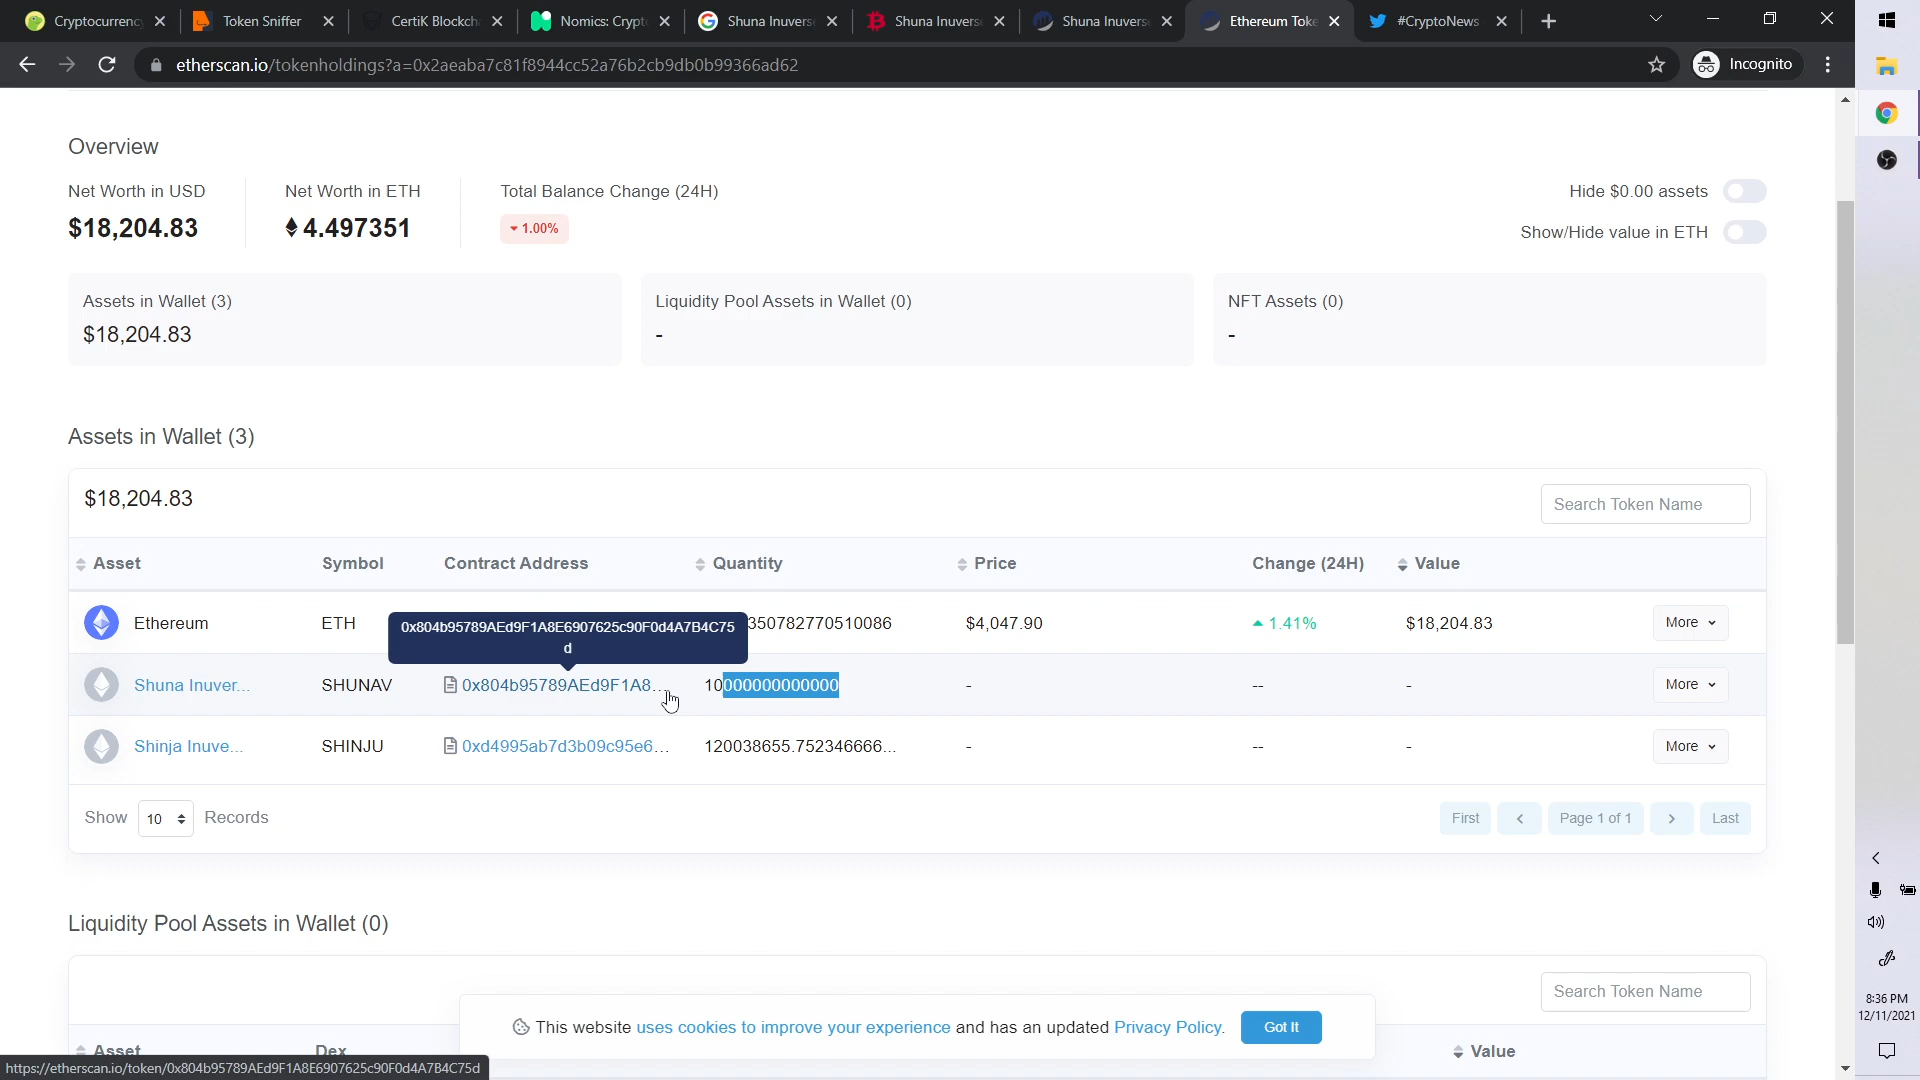 Cryptocurrenc
Token Sniffer
CertiK Blockch
Nomics: Crypt
Shuna Inuvers
Shuna Inuvers
Shuna Inuvers
Ethereum Toke
#CryptoNews
etherscan.io/tokenholdings?a=0x2aeaba7c81f8944cc52a76b2cb9db0b99366ad62
Incognito
Overview
Net Worth in USD
Net Worth in ETH
Total Balance Change (24H)
Hide $0.00 assets
$18,204.83
4.497351
1.00%
Show/Hide value in ETH
Assets in Wallet (3)
Liquidity Pool Assets in Wallet (0)
NFT Assets (0)
$18,204.83
-
-
Assets in Wallet (3)
$18,204.83
Search Token Name
Asset Symbol Contract Address Quantity Price Change (24H) Value
Ethereum ETH 350782770510086 $4,047.90 1.41% $18,204.83 More
0x804b95789AEd9F1A8E6907625c90F0d4A7B4C75
d
Shuna Inuver... SHUNAV 0x804b95789AEd9F1A8... 10000000000000 - -- - More
Shinja Inuve... SHINJU 0xd4995ab7d3b09c95e6... 120038655.752346666... - -- - More
Show 10 Records
First Page 1 of 1 Last
Liquidity Pool Assets in Wallet (0)
Search Token Name
This website uses cookies to improve your experience and has an updated Privacy Policy. Got It
Asset Dex Value
https://etherscan.io/token/0x804b95789AEd9F1A8E6907625c90F0d4A7B4C75d
8:36 PM
12/11/2021